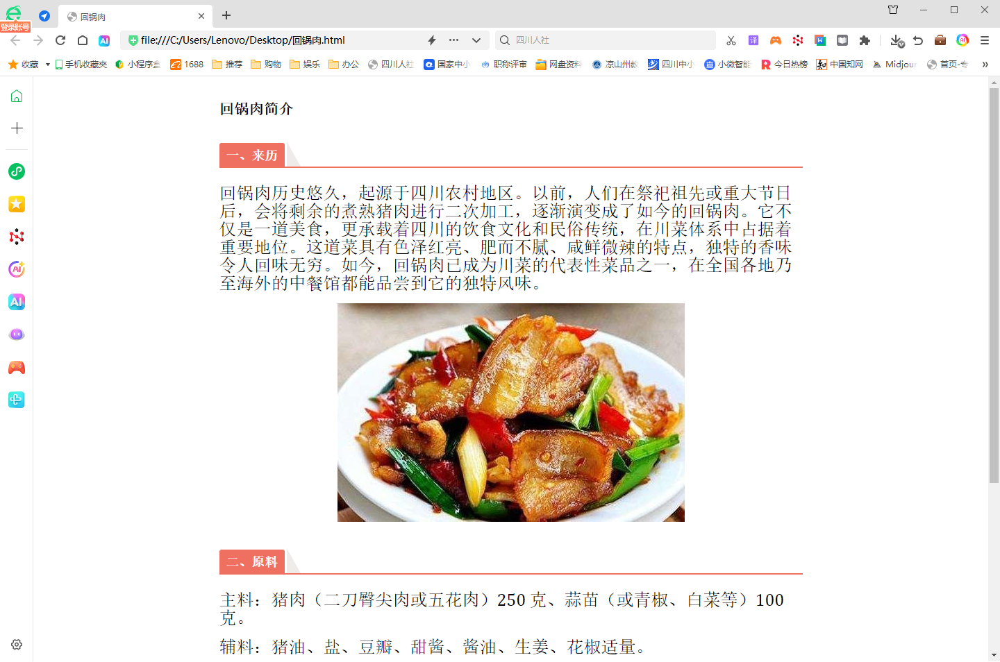 登录账号
回锅肉
file:///C:/Users/Lenovo/Desktop/回锅肉.html
四川人社
收藏
手机收藏夹
小程序盒
1688
推荐
购物
娱乐
办公
四川人社
国家中小
职称评审
网盘资料
凉山州教
四川中小
小微智能
今日热榜
中国知网
Midjour
首页-专
回锅肉简介
一、来历
回锅肉历史悠久，起源于四川农村地区。以前，人们在祭祀祖先或重大节日
后，会将剩余的煮熟猪肉进行二次加工，逐渐演变成了如今的回锅肉。它不
仅是一道美食，更承载着四川的饮食文化和民俗传统，在川菜体系中占据着
重要地位。这道菜具有色泽红亮、肥而不腻、咸鲜微辣的特点，独特的香味
令人回味无穷。如今，回锅肉已成为川菜的代表性菜品之一，在全国各地乃
至海外的中餐馆都能品尝到它的独特风味。
二、原料
主料：猪肉（二刀臀尖肉或五花肉）250 克、蒜苗（或青椒、白菜等）100
克。
辅料：猪油、盐、豆瓣、甜酱、酱油、生姜、花椒适量。